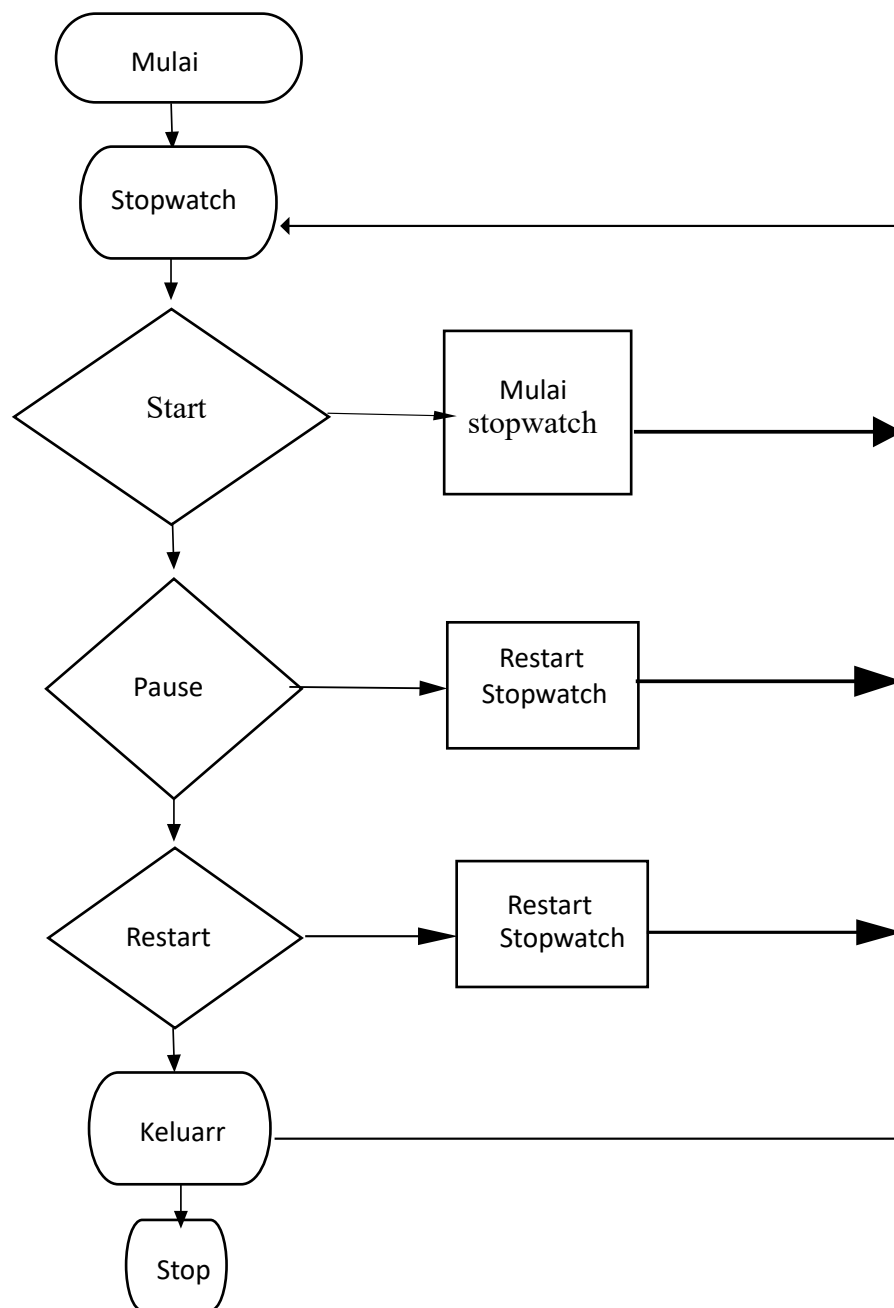 Mulai
Stopwatch
Start
Mulai
stopwatch
Pause
Restart
Stopwatch
Restart
Restart
Stopwatch
Keluarr
Stop